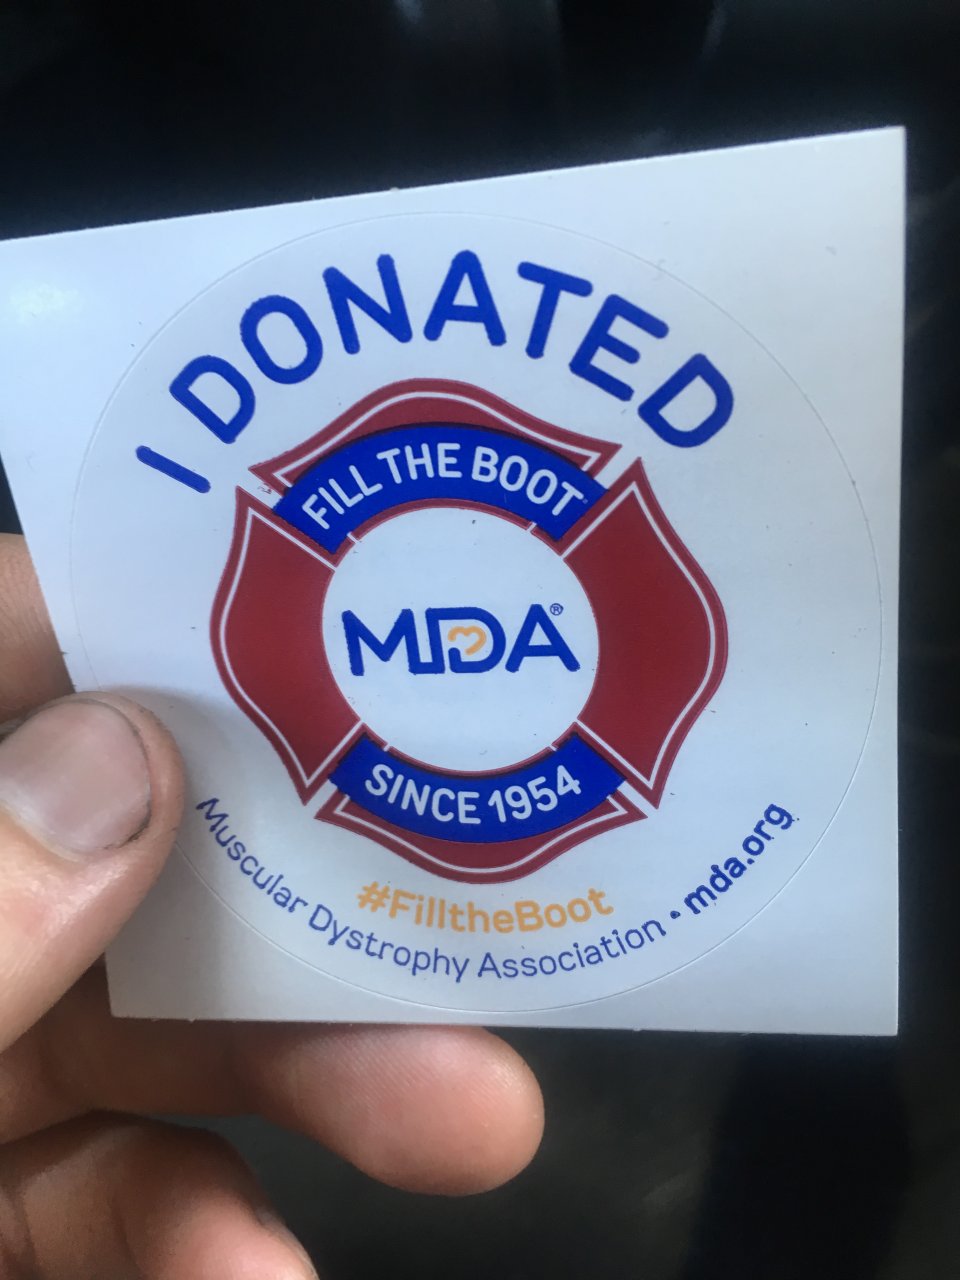 I DONATED
FILL THE BOOT
MDA®
SINCE 1954
#FilltheBoot
Muscular Dystrophy Association • mda.org